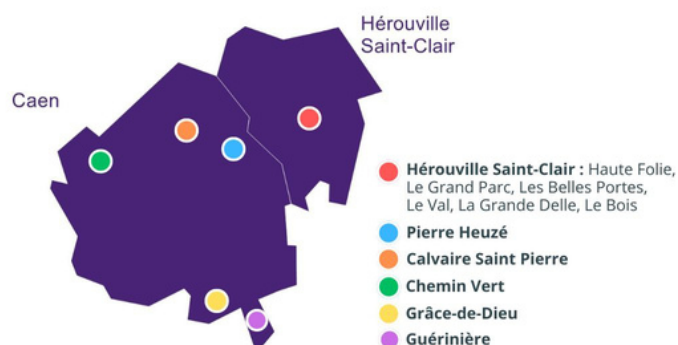 Hérouville
Saint-Clair
Caen
Hérouville Saint-Clair : Haute Folie,
Le Grand Parc, Les Belles Portes,
Le Val, La Grande Delle, Le Bois
Pierre Heuzé
Calvaire Saint Pierre
Chemin Vert
Grâce-de-Dieu
Guérinière